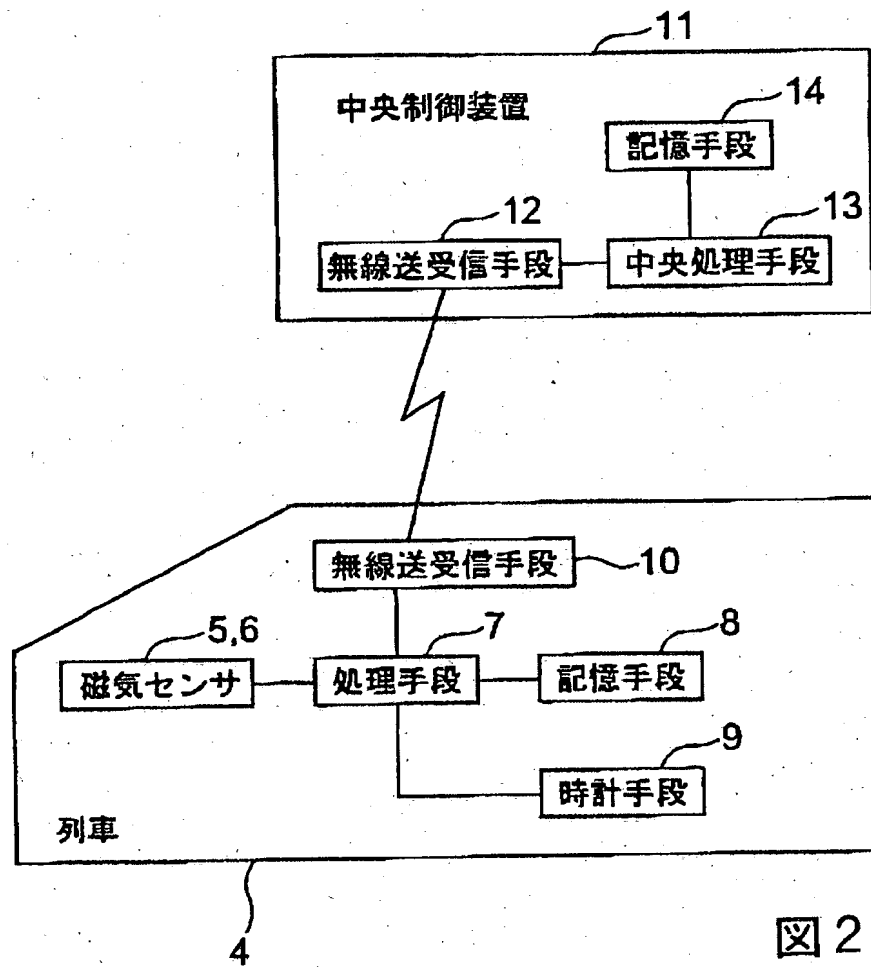 11
中央制御装置
14
記憶手段
12
13
無線送受信手段
中央処理手段
無線送受信手段
10
5,6
7
8
磁気センサ
処理手段
記憶手段
9
時計手段
列車
4
図2